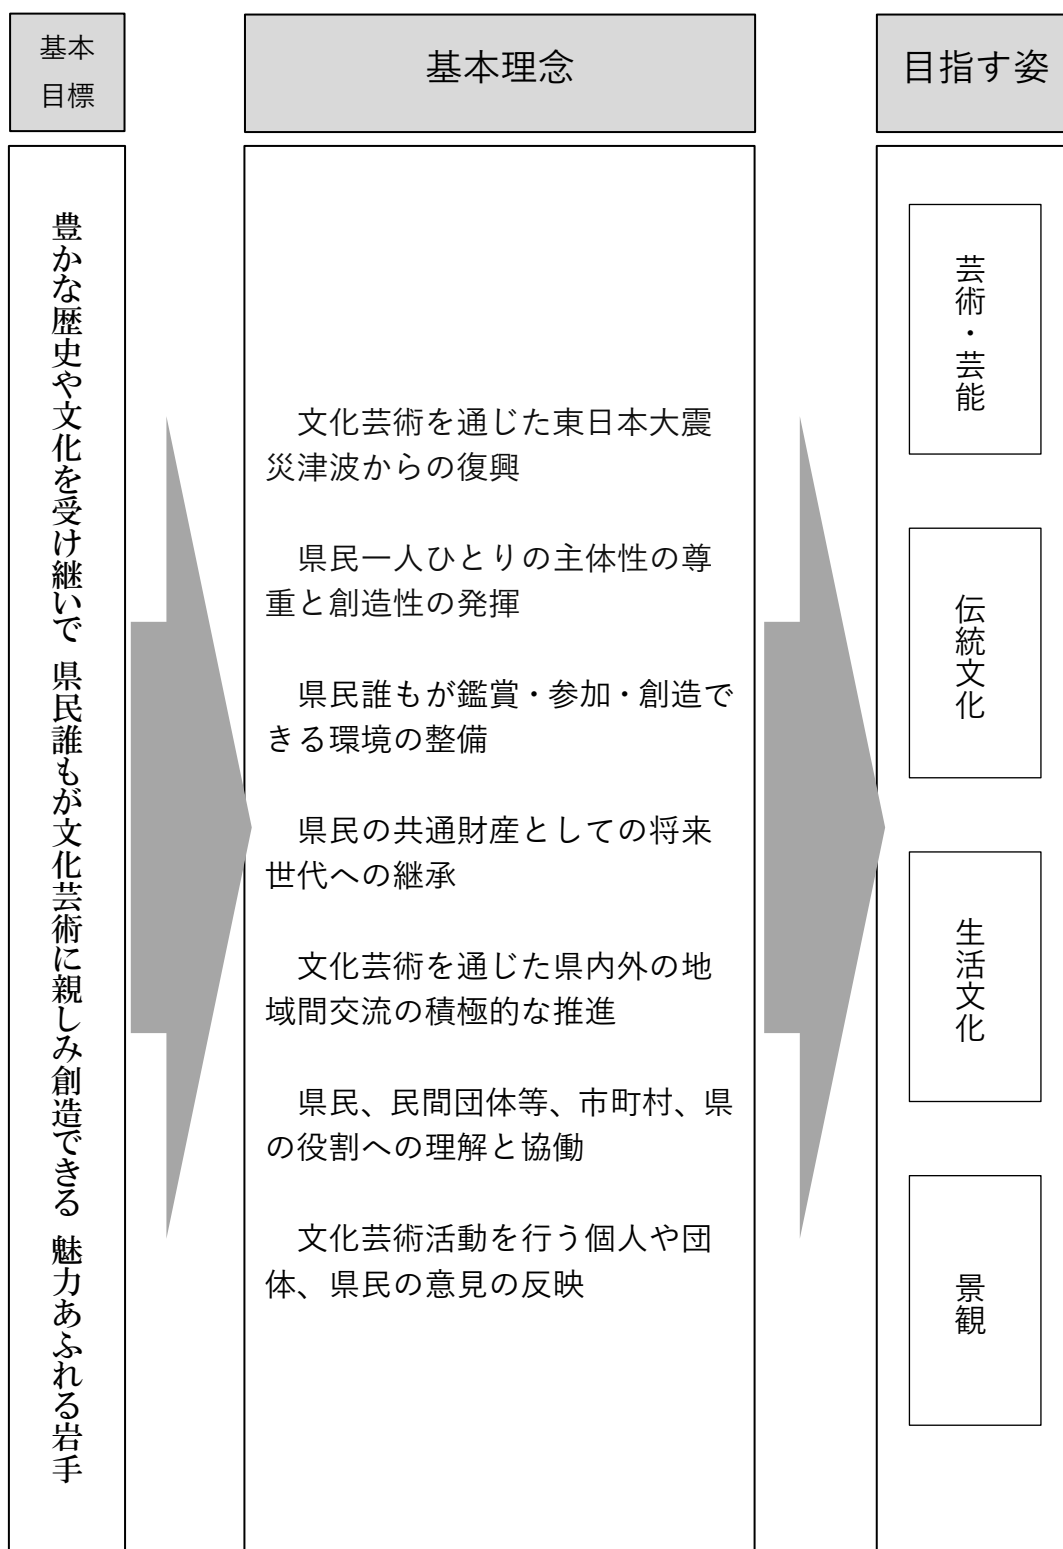 基本
目標
豊かな歴史や文化を受け継いで 県民誰もが文化芸術に親しみ創造できる 魅力あふれる岩手
基本理念
文化芸術を通じた東日本大震
災津波からの復興
県民一人ひとりの主体性の尊
重と創造性の発揮
県民誰もが鑑賞・参加・創造で
きる環境の整備
県民の共通財産としての将来
世代への継承
文化芸術を通じた県内外の地
域間交流の積極的な推進
県民、民間団体等、市町村、県
の役割への理解と協働
文化芸術活動を行う個人や団
体、県民の意見の反映
目指す姿
芸術・芸能
伝統文化
生活文化
景観